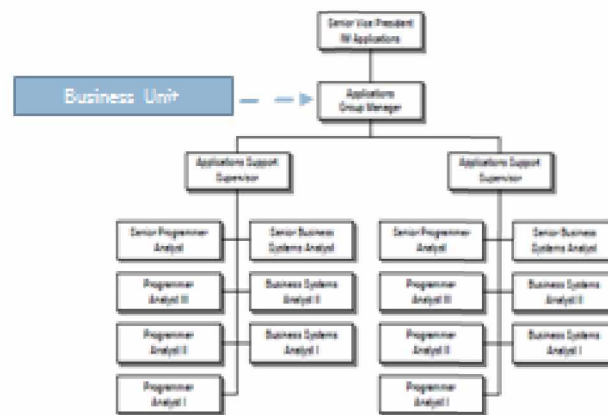 Senior Vice President
IM Applications
Business Unit
Applications
Group Manager
Applications Support
Supervisor
Applications Support
Supervisor
Senior Programmer
Analyst
Senior Business
Systems Analyst
Senior Programmer
Analyst
Senior Business
Systems Analyst
Programmer
Analyst III
Business Systems
Analyst II
Programmer
Analyst III
Business Systems
Analyst II
Programmer
Analyst II
Business Systems
Analyst I
Programmer
Analyst II
Business Systems
Analyst I
Programmer
Analyst I
Programmer
Analyst I